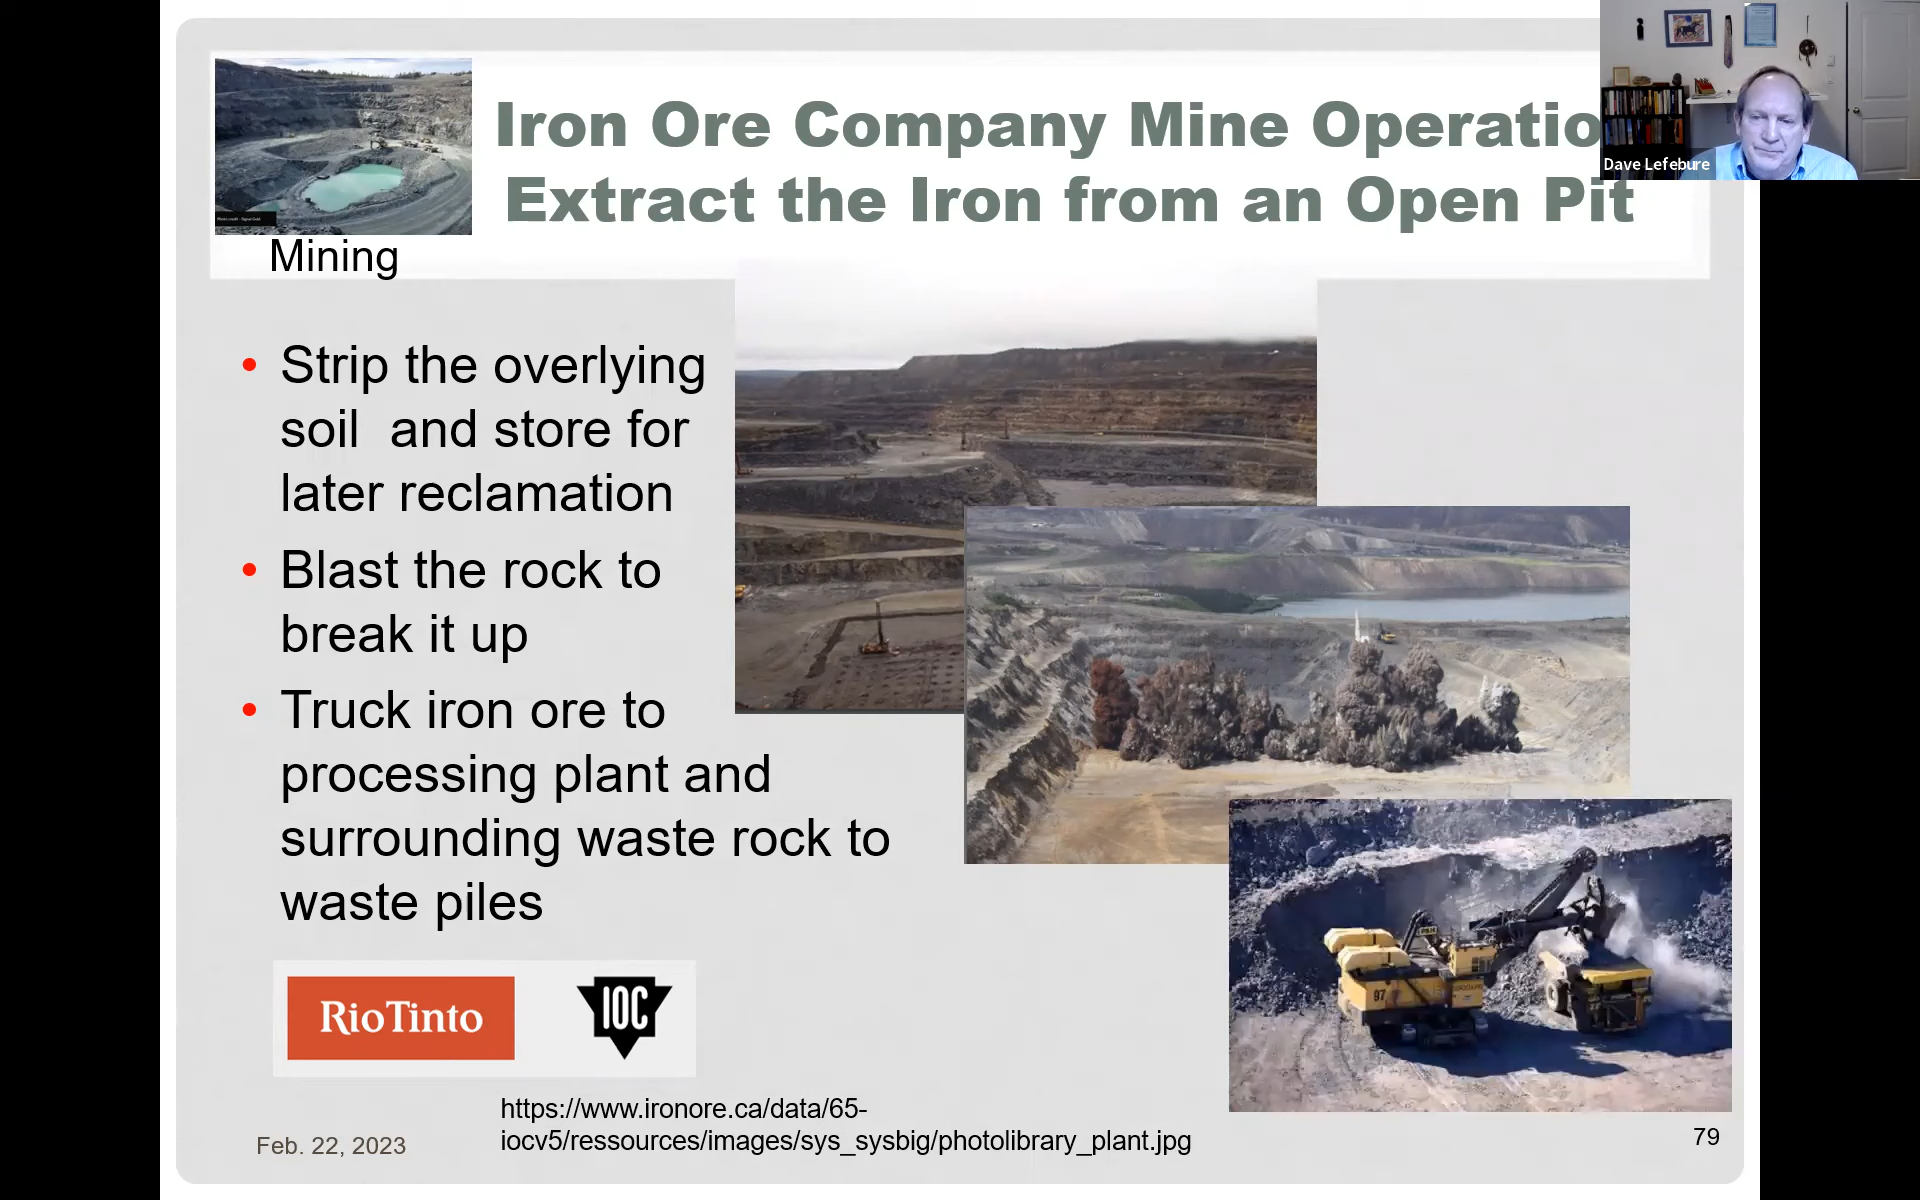 Iron Ore Company Mine Operatio
Extract the Iron from an Open Pit
Dave Lefebure
Mining
• Strip the overlying
soil and store for
later reclamation
• Blast the rock to
break it up
• Truck iron ore to
processing plant and
surrounding waste rock to
waste piles
97
RioTinto
IOC
https://www.ironore.ca/data/65-
iocv5/ressources/images/sys_sysbig/photolibrary_plant.jpg
Feb. 22, 2023
79